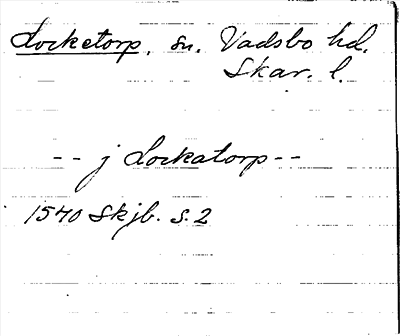 Locketorp, sn. Vadsbo hd.
Skar. l.
-- j Lockatorp --
1540 Skjb. s. 2